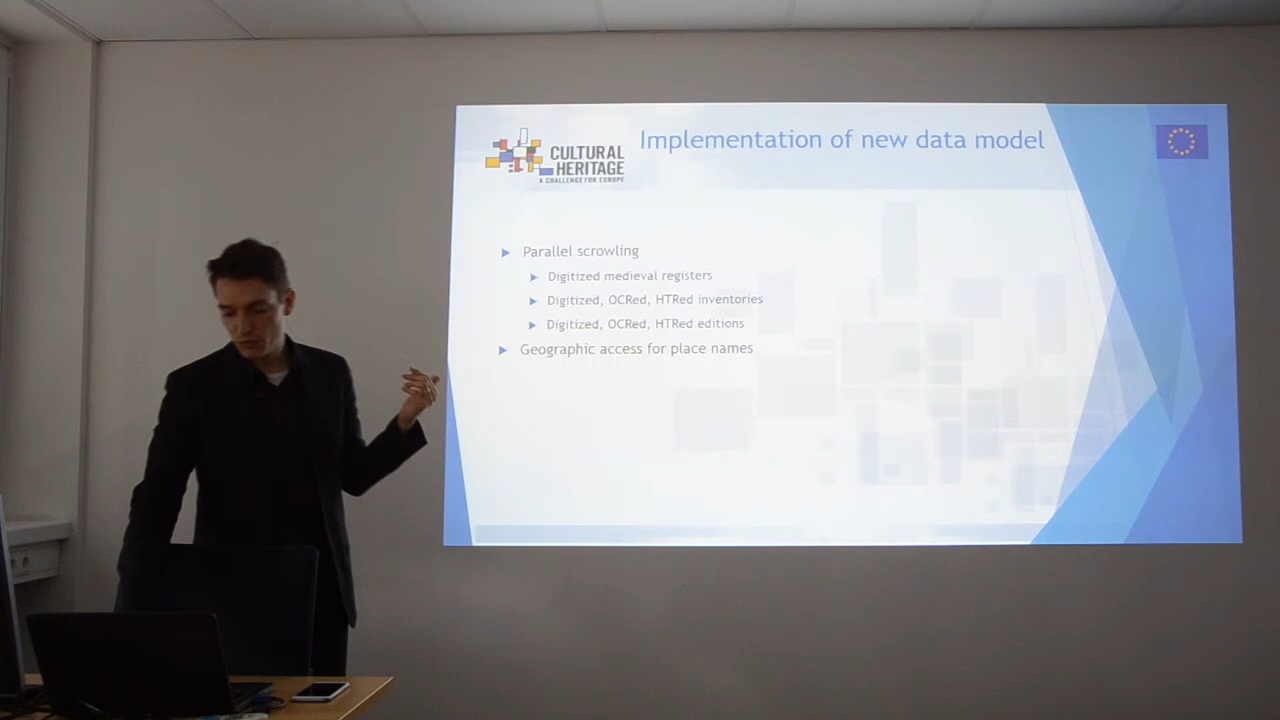 Implementation of new data model
CULTURAL
HERITAGE
A CHALLENGE FOR EUROPE
Parallel scrowling
Digitized medieval registers
Digitized, OCRed, HTRed inventories
Digitized, OCRed, HTRed editions
Geographic access for place names